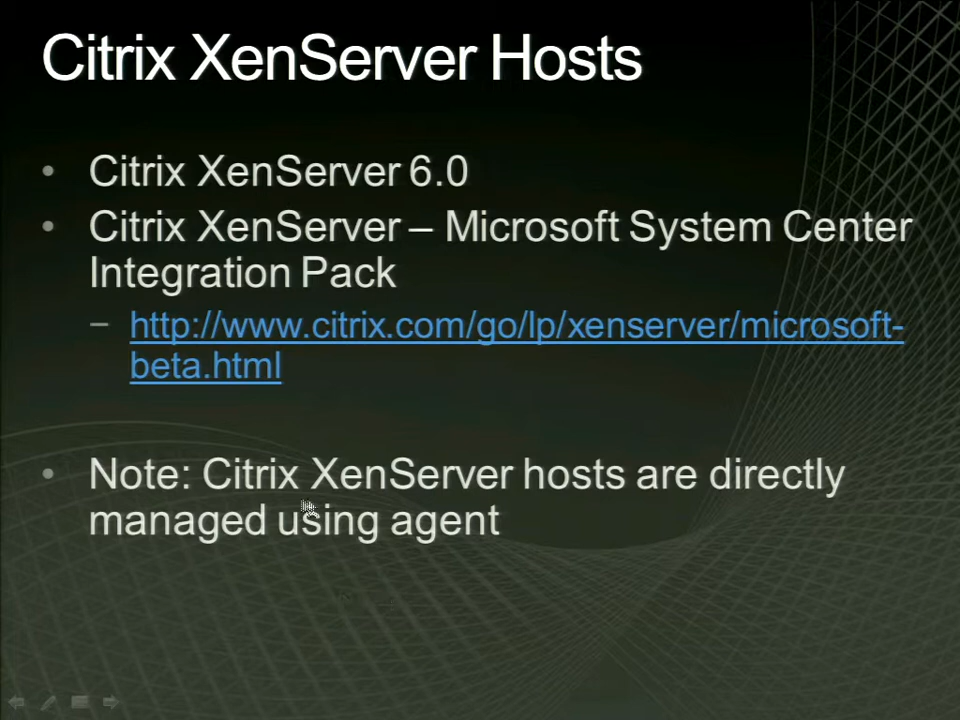 Citrix XenServer Hosts
• Citrix XenServer 6.0
• Citrix XenServer – Microsoft System Center
Integration Pack
– http://www.citrix.com/go/lp/xenserver/microsoft-
beta.html
• Note: Citrix XenServer hosts are directly
managed using agent